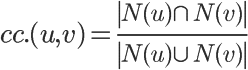 cc.(u,v) = |N(u)∩ N(v)| / |N(u)∪ N(v)|